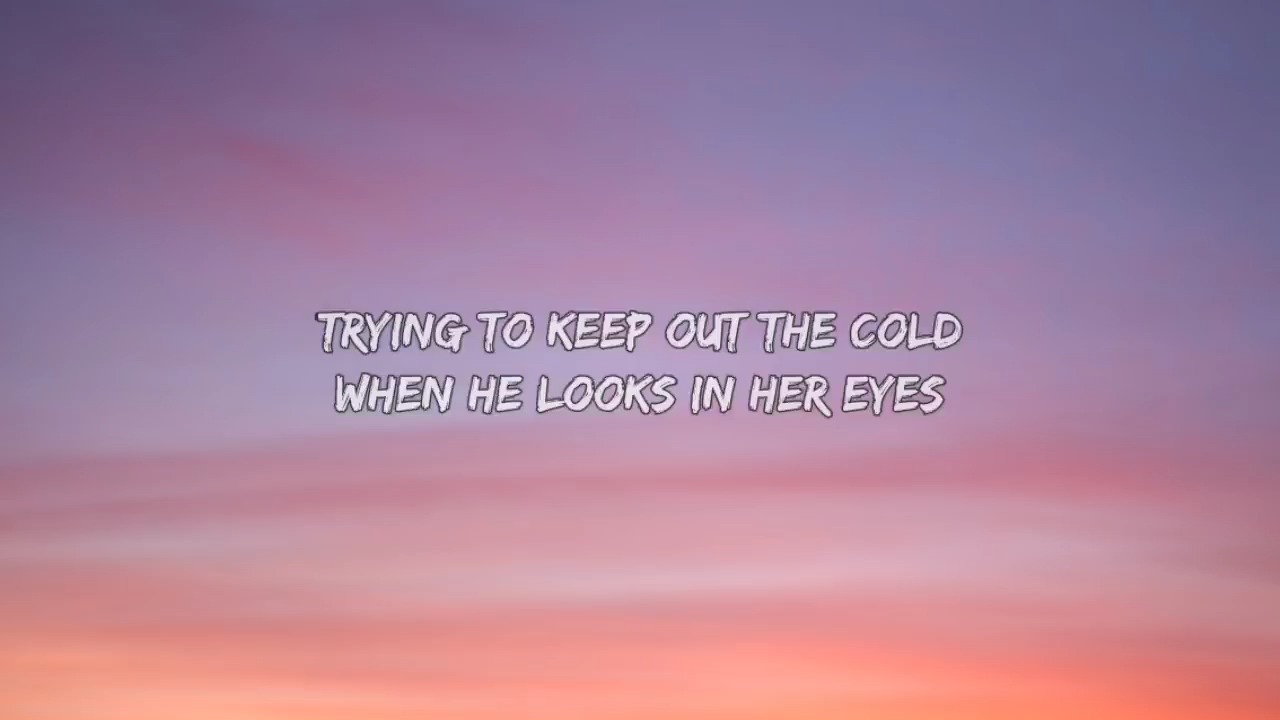 TRYING TO KEEP OUT THE COLD
WHEN HE LOOKS IN HER EYES